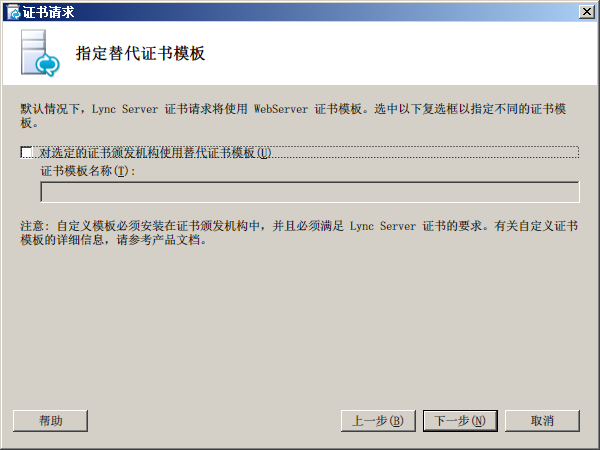 证书请求
指定替代证书模板
默认情况下，Lync Server 证书请求将使用 WebServer 证书模板。选中以下复选框以指定不同的证书模
板。
对选定的证书颁发机构使用替代证书模板(U)
证书模板名称(T):
注意: 自定义模板必须安装在证书颁发机构中，并且必须满足 Lync Server 证书的要求。有关自定义证书
模板的详细信息，请参考产品文档。
帮助
上一步(B)
下一步(N)
取消